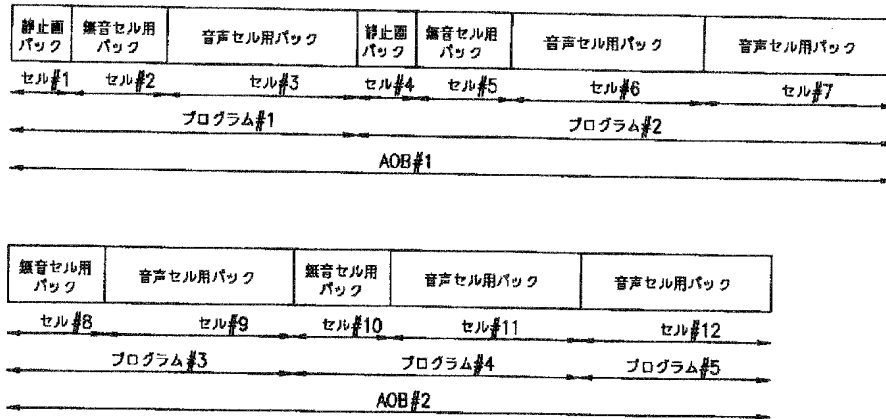 静止画
パック
無音セル用
パック
音声セル用パック
静止画
パック
無音セル用
パック
音声セル用パック
音声セル用パック
セル#1
セル#2
セル#3
セル#4
セル#5
セル#6
セル#7
プログラム#1
プログラム#2
AOB#1
無音セル用
パック
音声セル用パック
無音セル用
パック
音声セル用パック
音声セル用パック
セル#8
セル#9
セル#10
セル#11
セル#12
プログラム#3
プログラム#4
プログラム#5
AOB#2